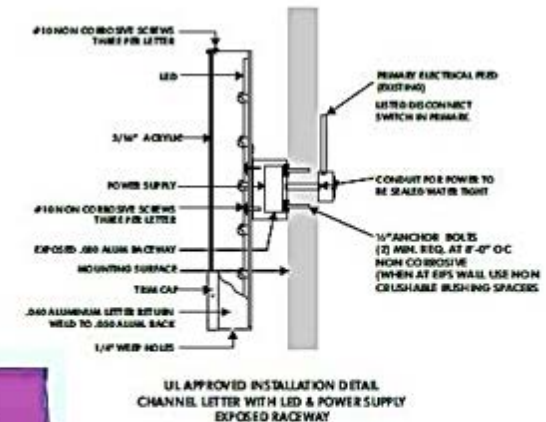 #10 NON CORROSIVE SCREWS
THREE PER LETTER
LED
3/16" ACRYLIC
POWER SUPPLY
#10 NON CORROSIVE SCREWS
THREE PER LETTER
EXPOSED .080 ALUM. RACEWAY
MOUNTING SURFACE
TRIM CAP
.040 ALUMINUM LETTER RETURN
WELD TO .050 ALUM. BACK
1/4" WEEP HOLES
PRIMARY ELECTRICAL FEED
(EXISTING)
LISTED DISCONNECT
SWITCH IN PRIMARY.
CONDUIT FOR POWER TO
BE SEALED WATER TIGHT
ANCHOR BOLTS
(2) MIN. REQ. AT 8'-0" OC
NON CORROSIVE
(WHEN AT EIFS WALL USE NON
CRUSHABLE BUSHING SPACERS
UL APPROVED INSTALLATION DETAIL
CHANNEL LETTER WITH LED & POWER SUPPLY
EXPOSED RACEWAY